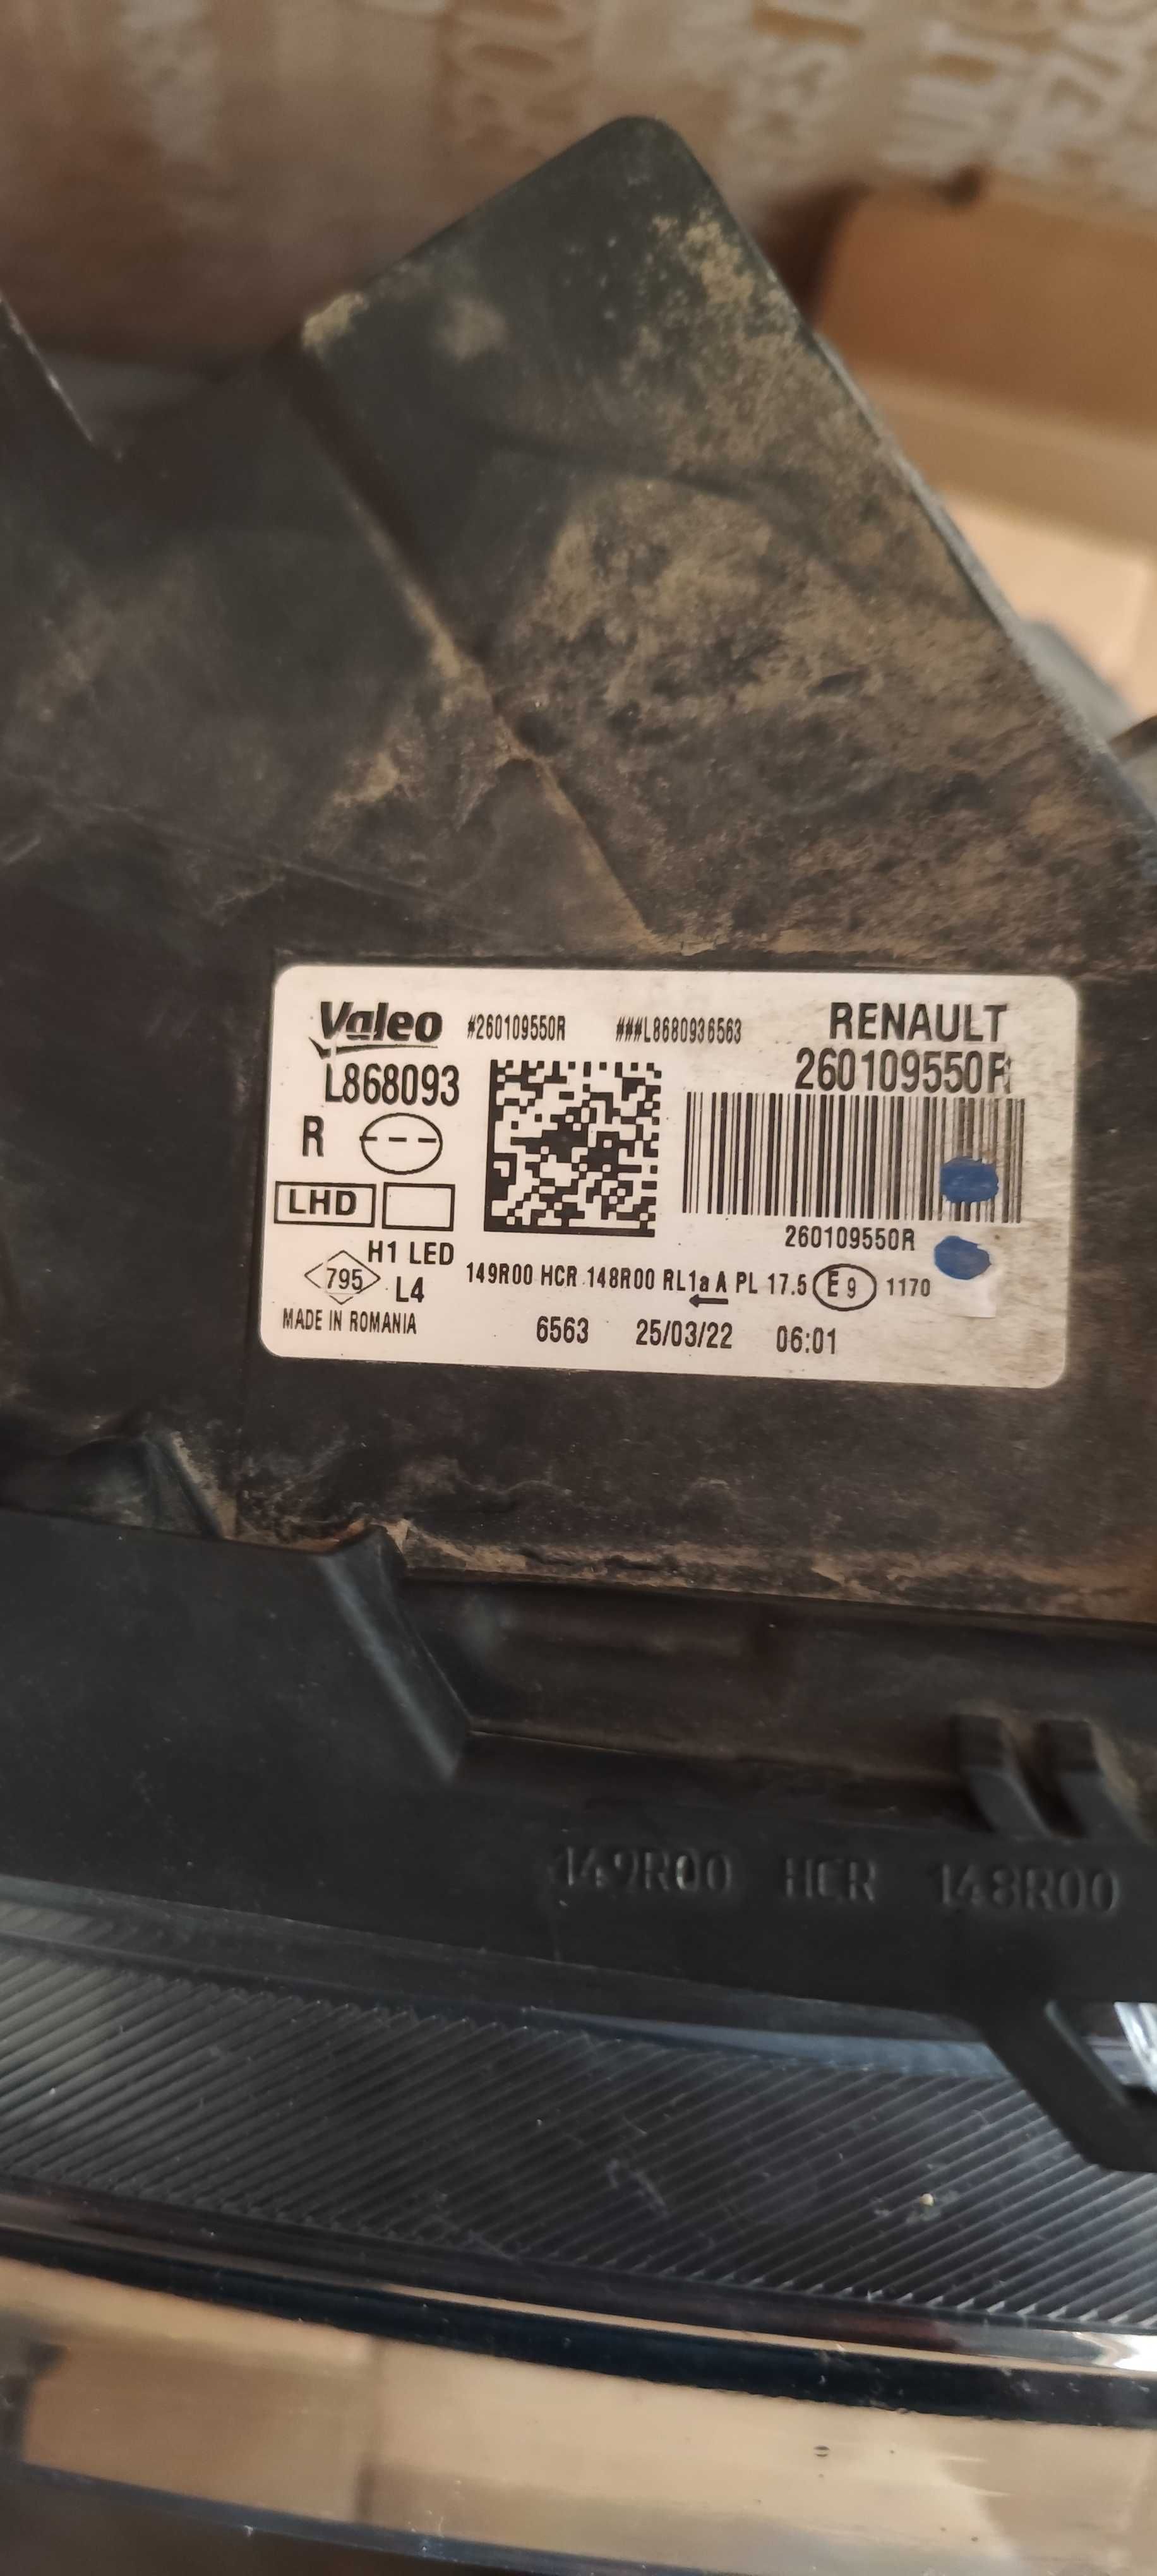 Valeo #260109550R ###L8680936563 RENAULT
L868093 260109550R
R
LHD
260109550R
H1 LED
795 L4 149R00 HCR 148R00 RL1a A PL 17.5 E 9 1170
MADE IN ROMANIA 6563 25/03/22 06:01
149R00 HCR 148R00